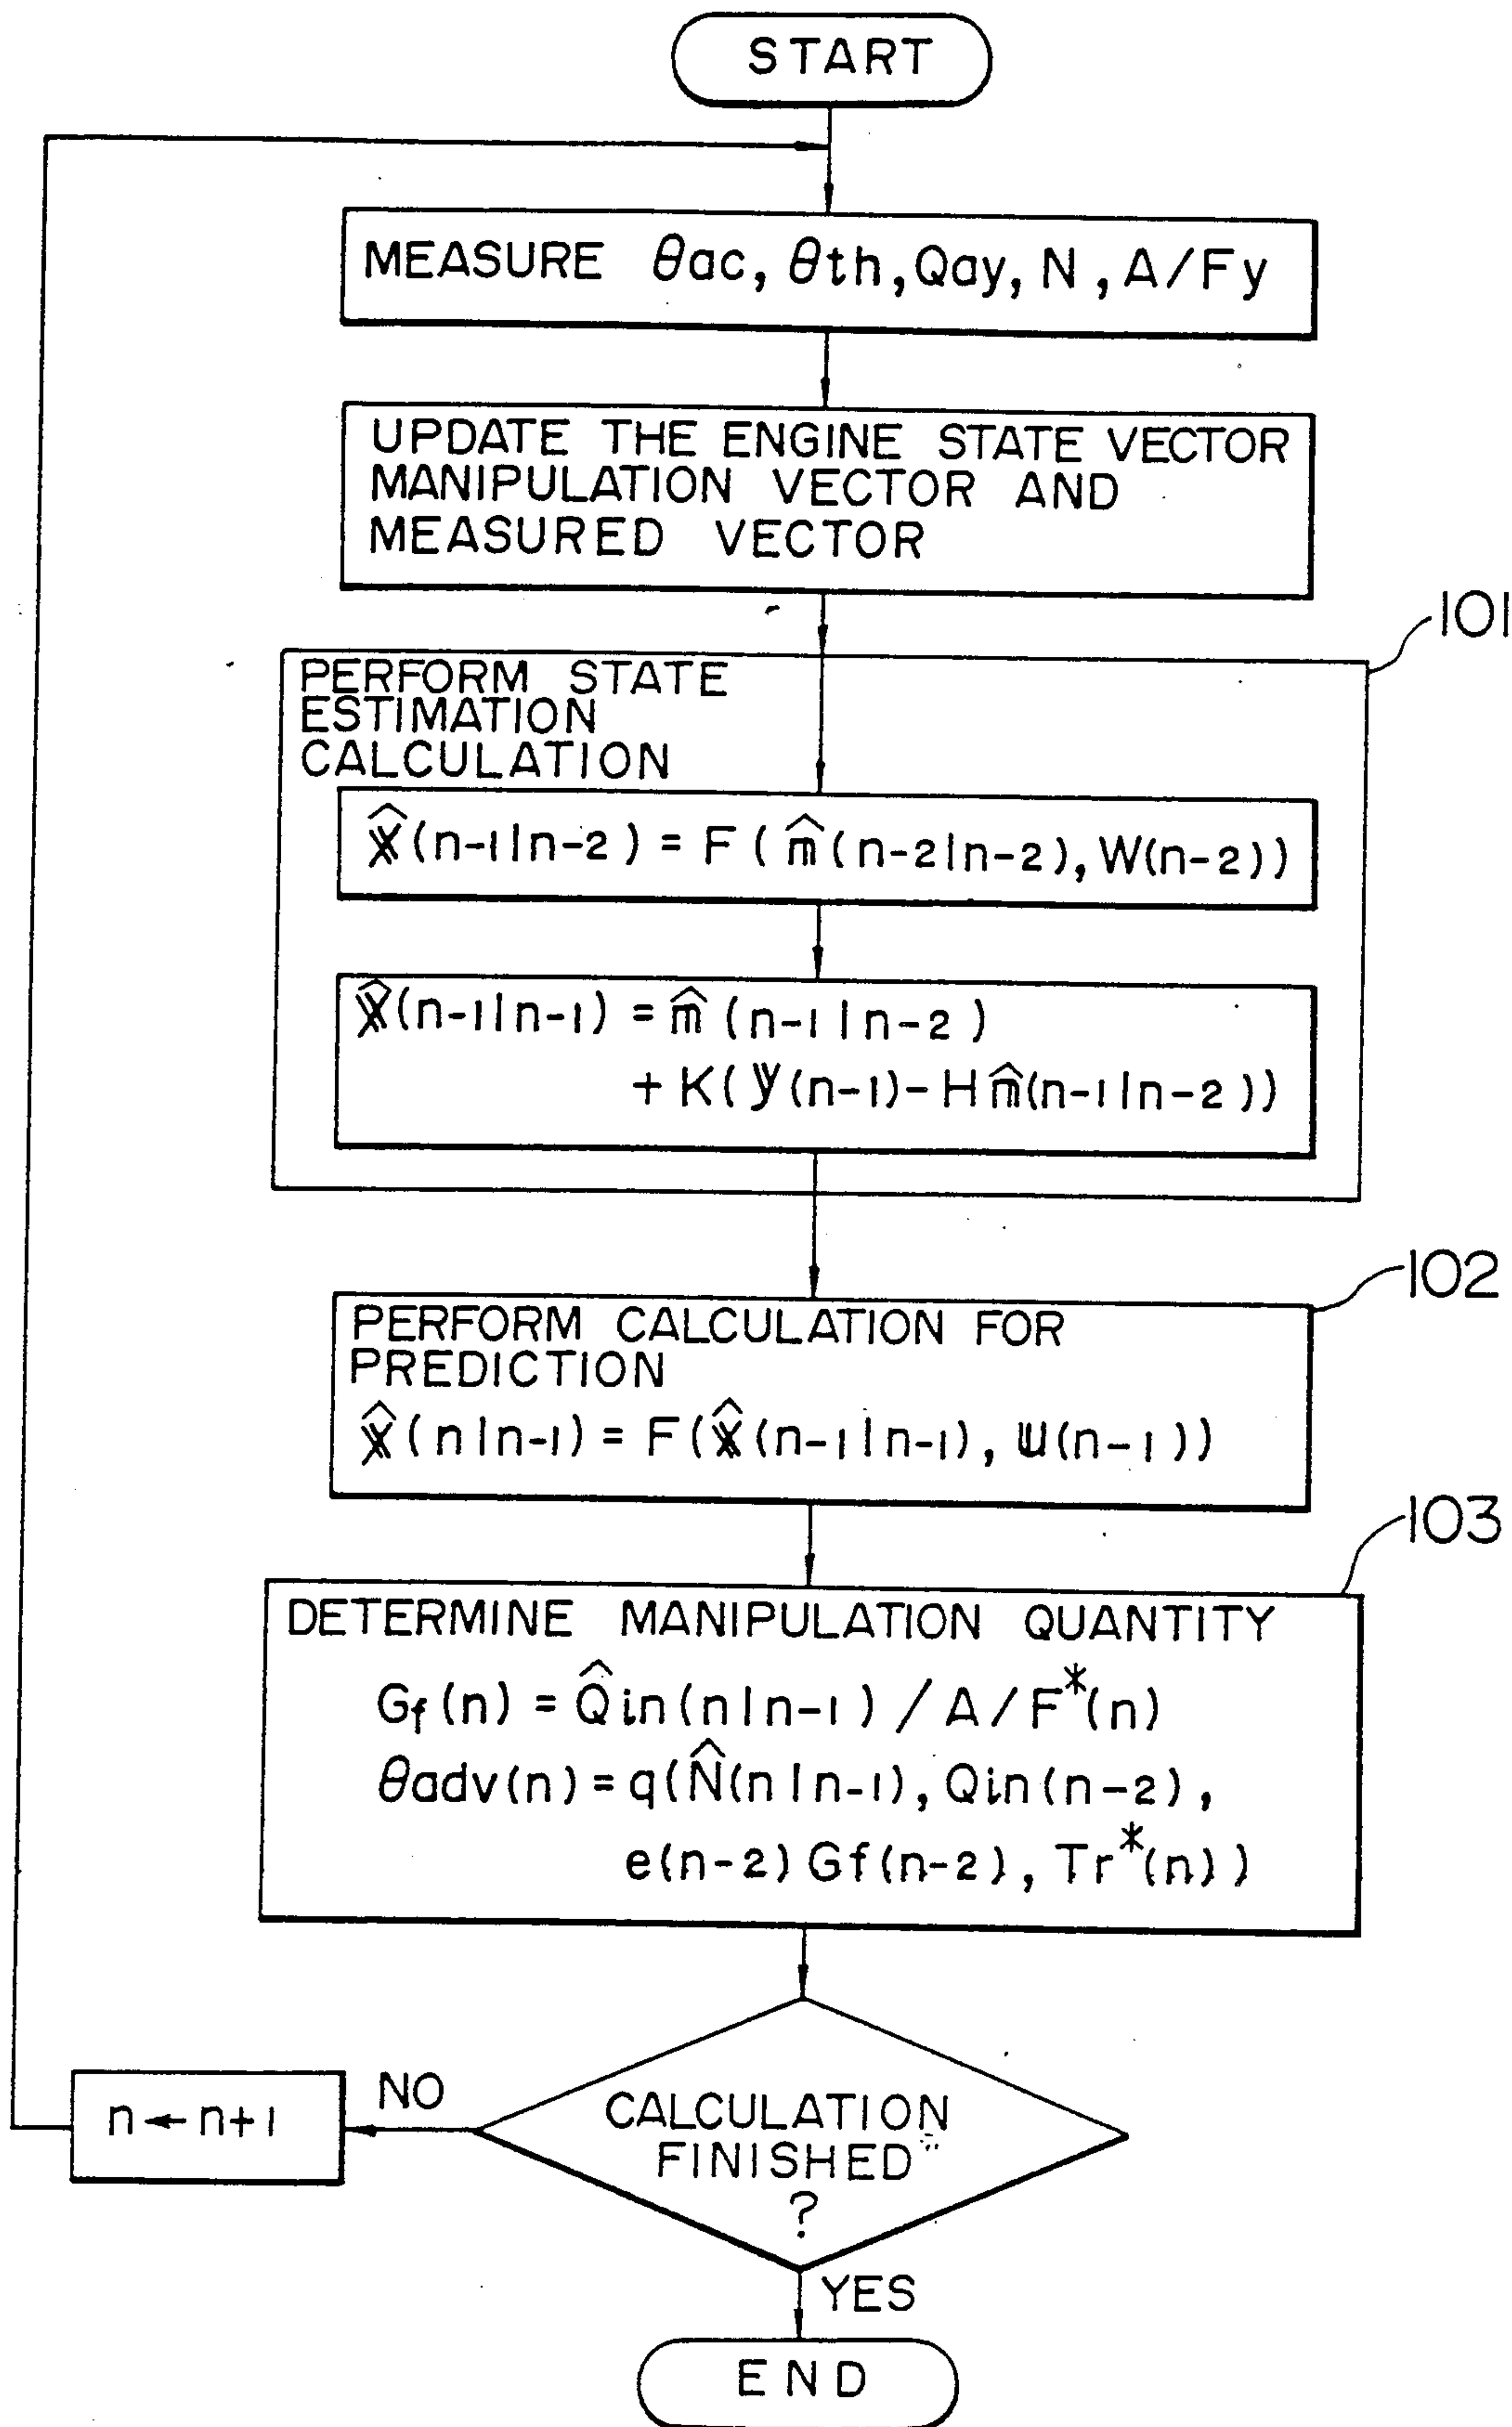 START
MEASURE θac, θth, Qay, N, A/Fy
UPDATE THE ENGINE STATE VECTOR
MANIPULATION VECTOR AND
MEASURED VECTOR
101
PERFORM STATE
ESTIMATION
CALCULATION
𝕏̂(n-1|n-2) = F(m̂(n-2|n-2), W(n-2))
𝕏̂(n-1|n-1) = m̂(n-1|n-2)
+ K(𝕪(n-1) - Hm̂(n-1|n-2))
102
PERFORM CALCULATION FOR
PREDICTION
𝕏̂(n|n-1) = F(𝕏̂(n-1|n-1), 𝕦(n-1))
103
DETERMINE MANIPULATION QUANTITY
Gf(n) = Q̂in(n|n-1) / A/F*(n)
θadv(n) = q(N̂(n|n-1), Qin(n-2),
e(n-2) Gf(n-2), Tr*(n))
n←n+1
NO
CALCULATION
FINISHED
?
YES
END